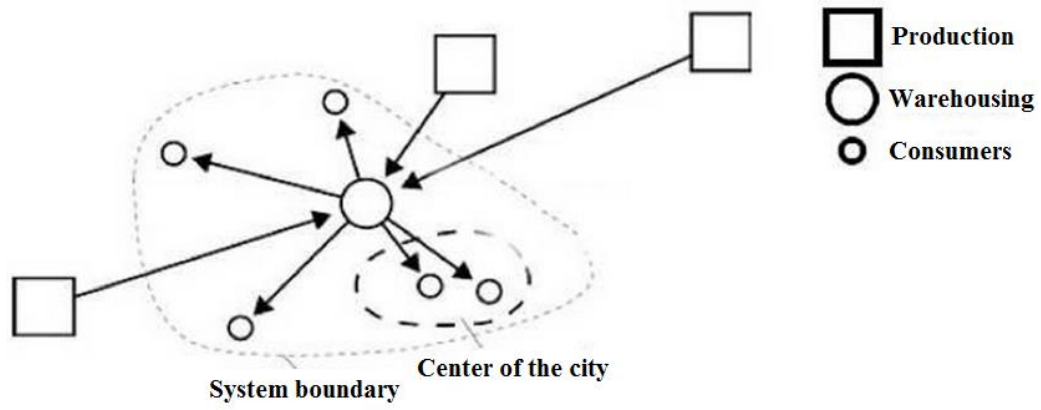 Production
Warehousing
Consumers
Center of the city
System boundary